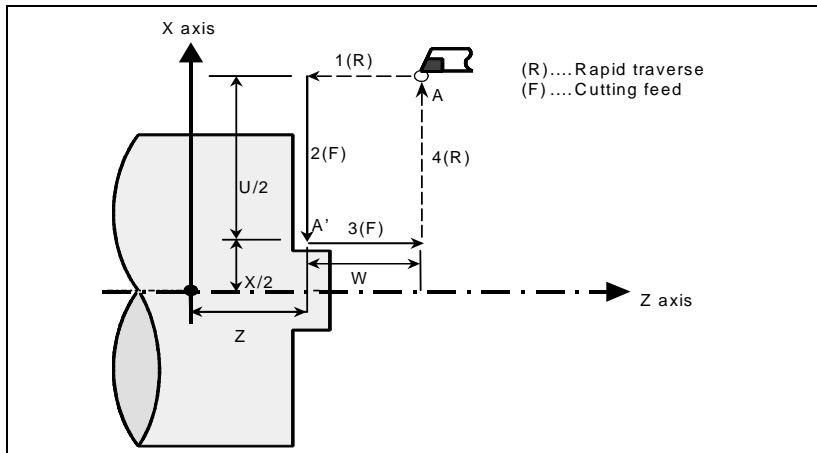 X axis
1(R)
(R)....Rapid traverse
(F)....Cutting feed
A
2(F)
4(R)
U/2
A’
3(F)
X/2
W
Z axis
Z